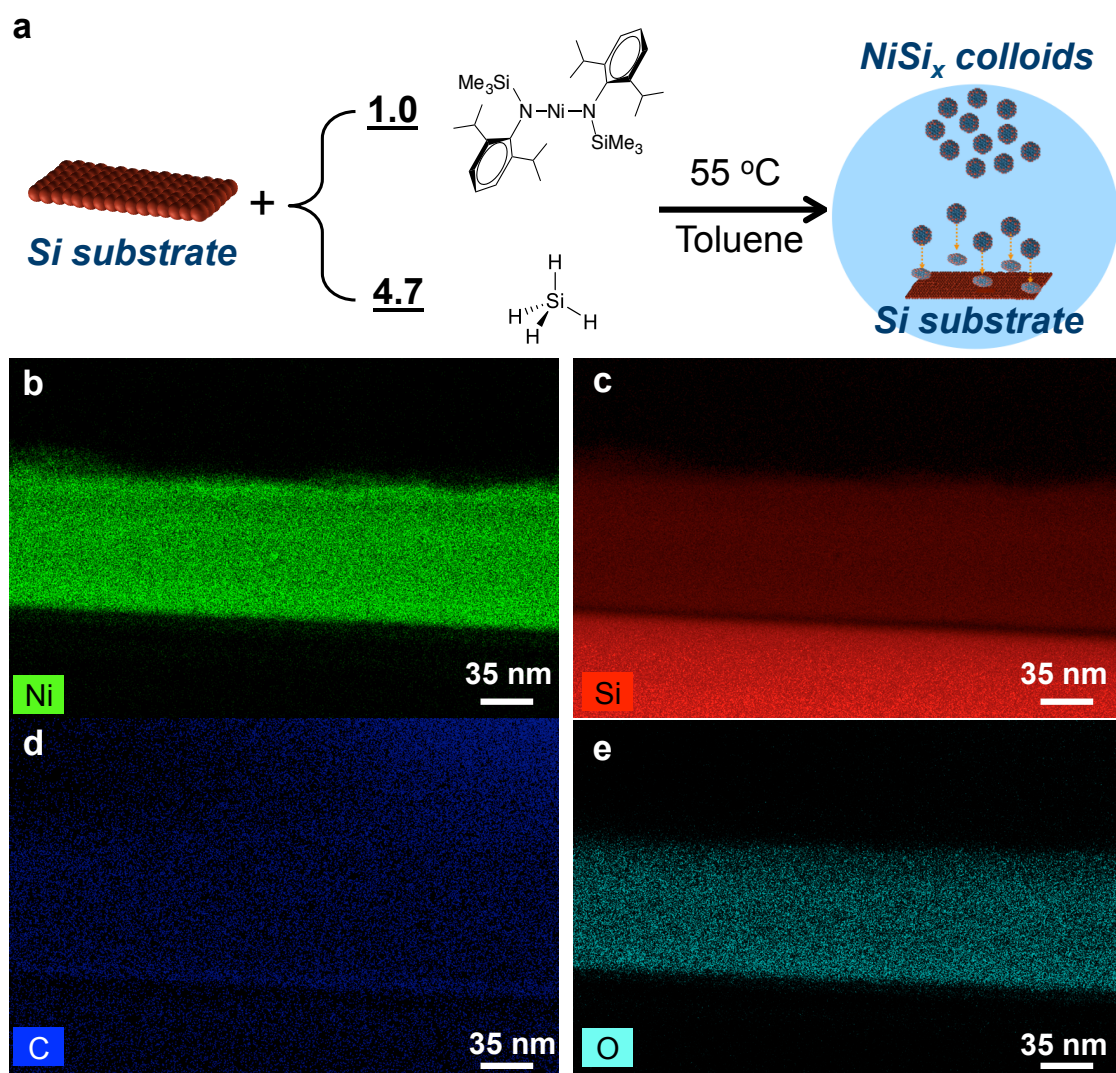 a
NiSiₓ colloids
Me₃Si
1.0
N
Ni
N
SiMe₃
55 ºC
+
Toluene
Si substrate
4.7
H
Si
H
H
H
Si substrate
b
c
35 nm
35 nm
Ni
Si
d
e
35 nm
35 nm
C
O